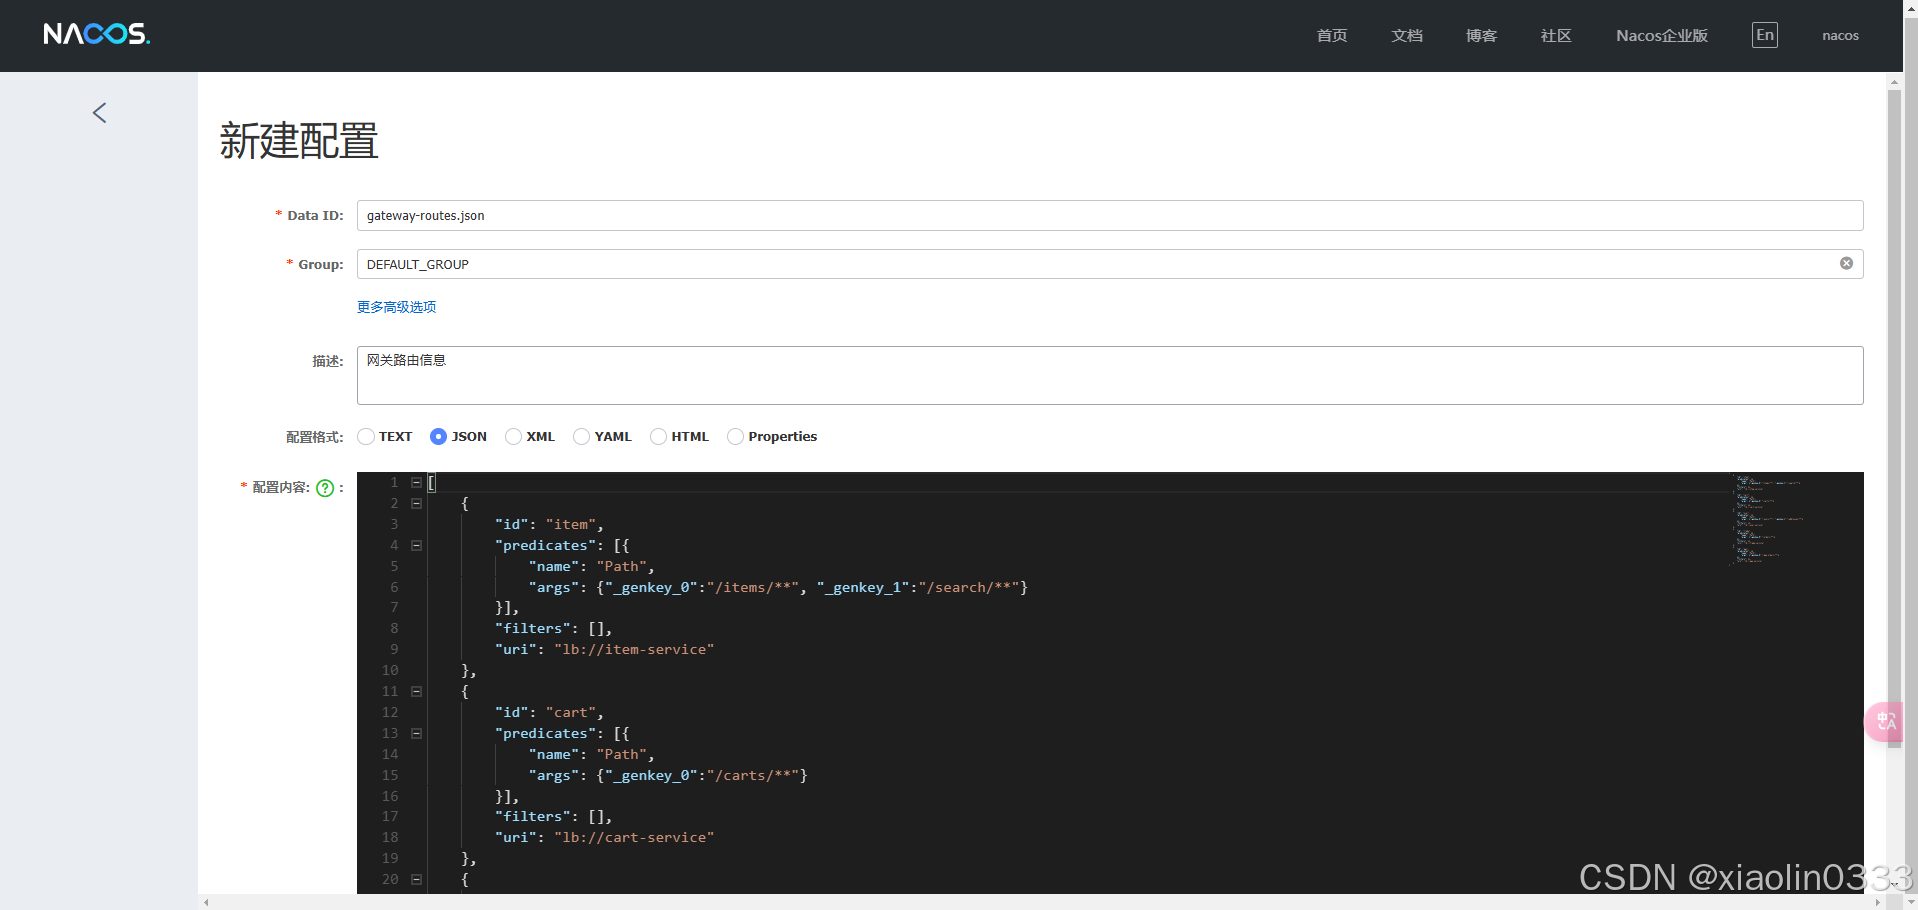 NACOS.
首页 文档 博客 社区 Nacos企业版 En nacos
新建配置
* Data ID: gateway-routes.json
* Group: DEFAULT_GROUP
更多高级选项
描述: 网关路由信息
配置格式: TEXT JSON XML YAML HTML Properties
* 配置内容: ? :
1 [
2 {
3 "id": "item",
4 "predicates": [{
5 "name": "Path",
6 "args": {"_genkey_0":"/items/**", "_genkey_1":"/search/**"}
7 }],
8 "filters": [],
9 "uri": "lb://item-service"
10 },
11 {
12 "id": "cart",
13 "predicates": [{
14 "name": "Path",
15 "args": {"_genkey_0":"/carts/**"}
16 }],
17 "filters": [],
18 "uri": "lb://cart-service"
19 },
20 {
中A
CSDN @xiaolin0333